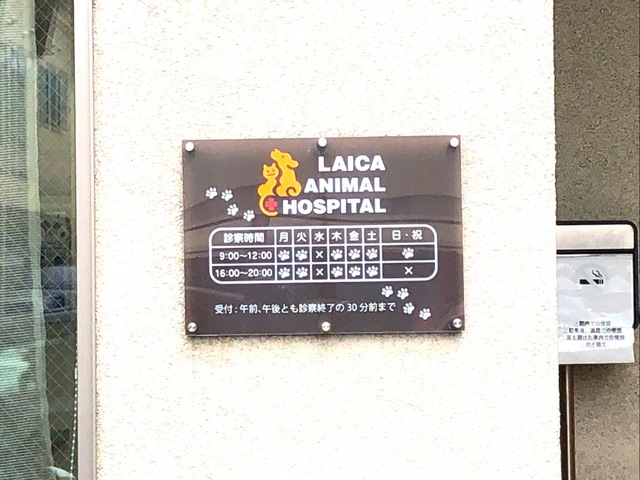 LAICA
ANIMAL
HOSPITAL
診察時間 月 火 水 木 金 土 日・祝
9:00〜12:00 ×
16:00〜20:00 × ×
受付:午前、午後とも診察終了の30分前まで